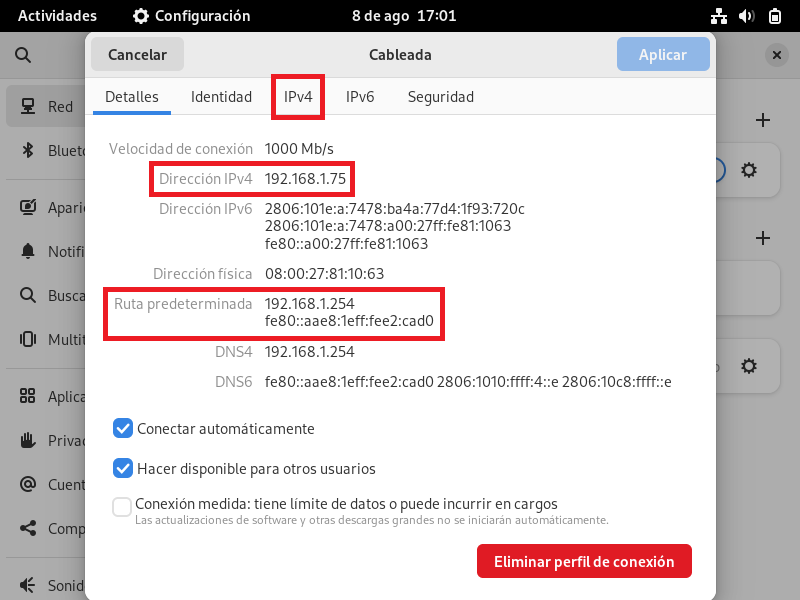 Actividades Configuración 8 de ago 17:01
Cancelar Cableada Aplicar
Detalles Identidad IPv4 IPv6 Seguridad
Red
Velocidad de conexión 1000 Mb/s
Dirección IPv4 192.168.1.75
Dirección IPv6 2806:101e:a:7478:ba4a:77d4:1f93:720c
2806:101e:a:7478:a00:27ff:fe81:1063
fe80::a00:27ff:fe81:1063
Dirección física 08:00:27:81:10:63
Ruta predeterminada 192.168.1.254
fe80::aae8:1eff:fee2:cad0
DNS4 192.168.1.254
DNS6 fe80::aae8:1eff:fee2:cad0 2806:1010:ffff:4::e 2806:10c8:ffff::e
Conectar automáticamente
Hacer disponible para otros usuarios
Conexión medida: tiene límite de datos o puede incurrir en cargos
Las actualizaciones de software y otras descargas grandes no se iniciarán automáticamente.
Eliminar perfil de conexión
Blueto
Apari
Notifi
Busca
Multit
Aplica
Privac
Cuent
Comp
Sonid